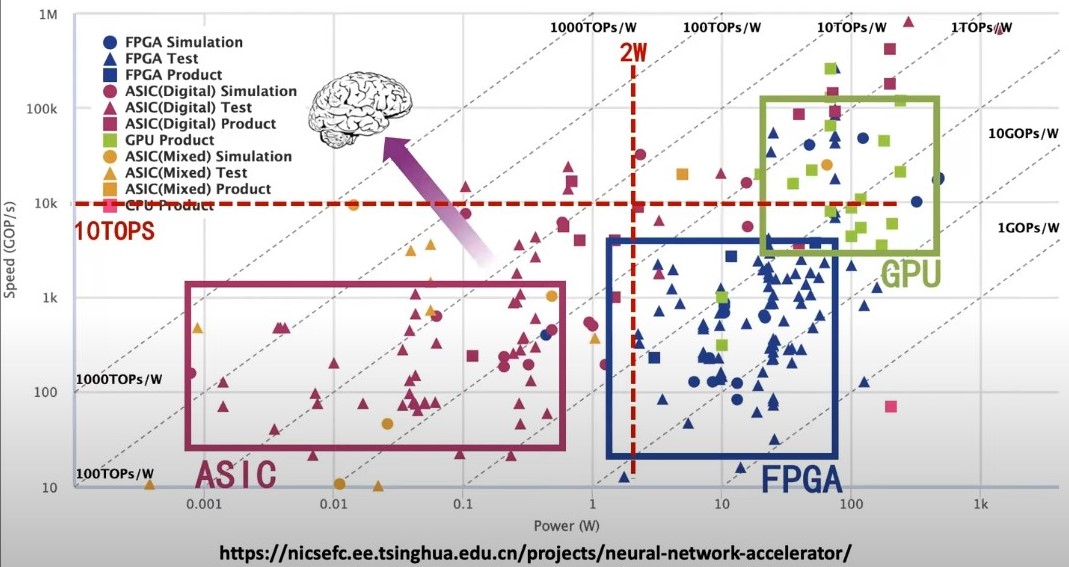 1M
100k
10k
1k
100
10
Speed (GOP/s)
FPGA Simulation
FPGA Test
FPGA Product
ASIC(Digital) Simulation
ASIC(Digital) Test
ASIC(Digital) Product
GPU Product
ASIC(Mixed) Simulation
ASIC(Mixed) Test
ASIC(Mixed) Product
CPU Product
1000TOPs/W
100TOPs/W
10TOPs/W
1TOPs/W
2W
10GOPs/W
1GOPs/W
10TOPS
GPU
1000TOPs/W
100TOPs/W
ASIC
FPGA
0.001
0.01
0.1
1
10
100
1k
Power (W)
https://nicsefc.ee.tsinghua.edu.cn/projects/neural-network-accelerator/